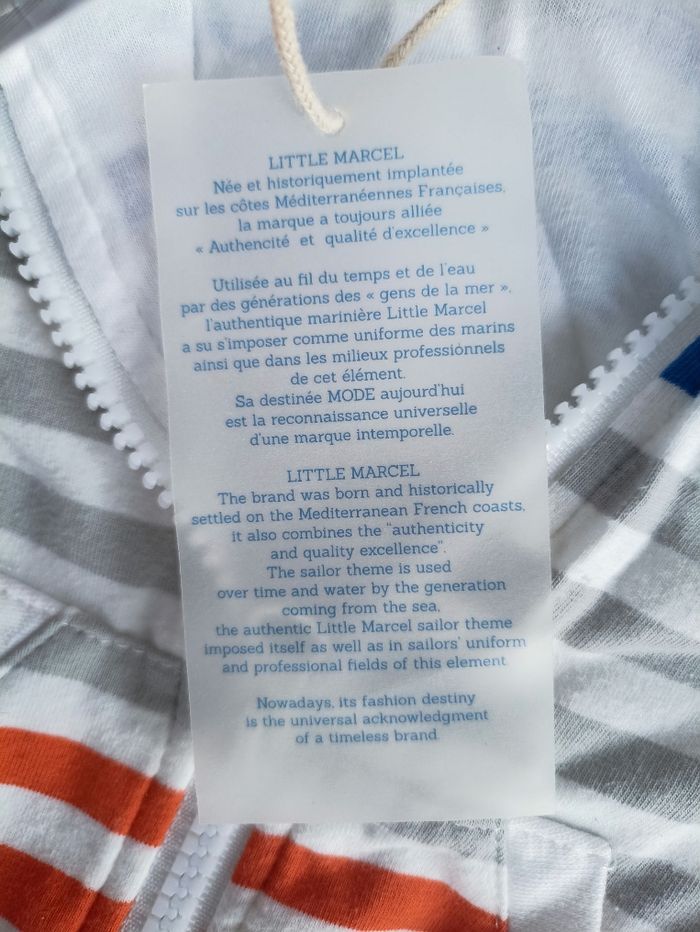 LITTLE MARCEL
Née et historiquement implantée
sur les côtes Méditerranéennes Françaises,
la marque a toujours alliée
« Authencité et qualité d'excellence »
Utilisée au fil du temps et de l'eau
par des générations des « gens de la mer »,
l'authentique marinière Little Marcel
a su s'imposer comme uniforme des marins
ainsi que dans les milieux professionnels
de cet élément.
Sa destinée MODE aujourd'hui
est la reconnaissance universelle
d'une marque intemporelle.
LITTLE MARCEL
The brand was born and historically
settled on the Mediterranean French coasts,
it also combines the "authenticity
and quality excellence".
The sailor theme is used
over time and water by the generation
coming from the sea,
the authentic Little Marcel sailor theme
imposed itself as well as in sailors' uniform
and professional fields of this element
Nowadays, its fashion destiny
is the universal acknowledgment
of a timeless brand